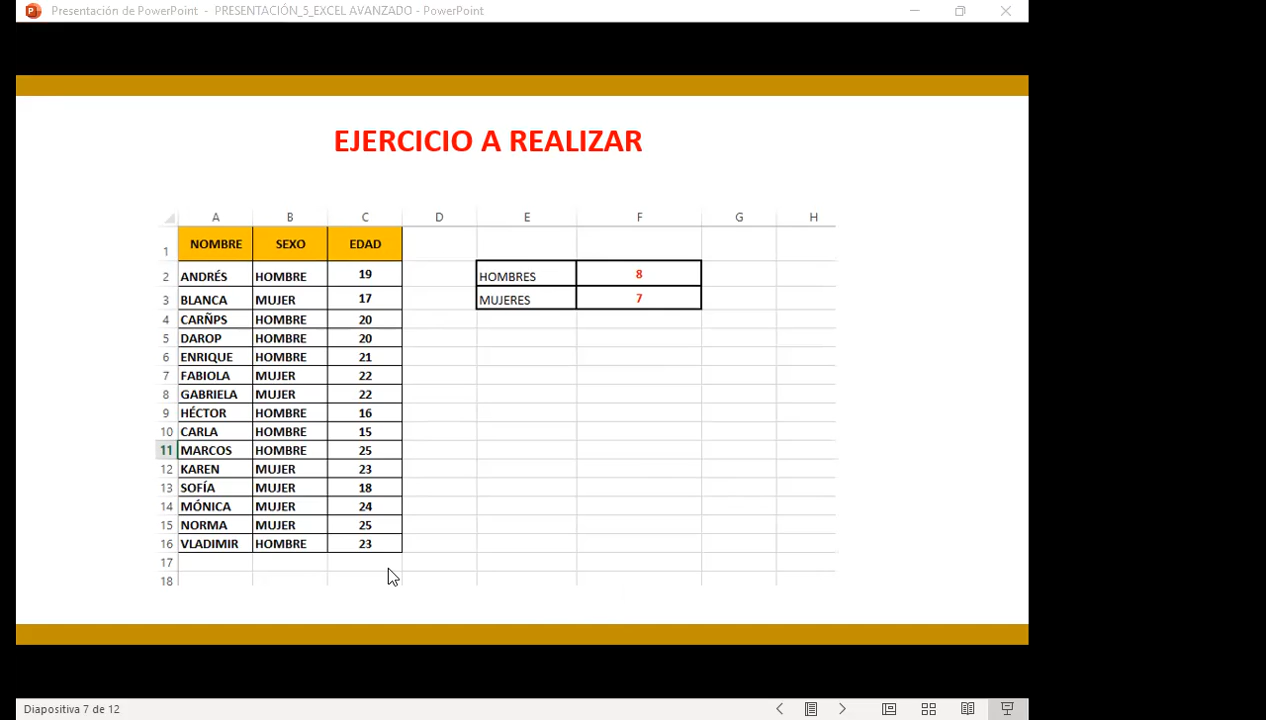 Presentación de PowerPoint - PRESENTACIÓN_5_EXCEL AVANZADO - PowerPoint
EJERCICIO A REALIZAR
A B C D E F G H
1 NOMBRE SEXO EDAD
2 ANDRÉS HOMBRE 19 HOMBRES 8
3 BLANCA MUJER 17 MUJERES 7
4 CARÑPS HOMBRE 20
5 DAROP HOMBRE 20
6 ENRIQUE HOMBRE 21
7 FABIOLA MUJER 22
8 GABRIELA MUJER 22
9 HÉCTOR HOMBRE 16
10 CARLA HOMBRE 15
11 MARCOS HOMBRE 25
12 KAREN MUJER 23
13 SOFÍA MUJER 18
14 MÓNICA MUJER 24
15 NORMA MUJER 25
16 VLADIMIR HOMBRE 23
17
18
Diapositiva 7 de 12